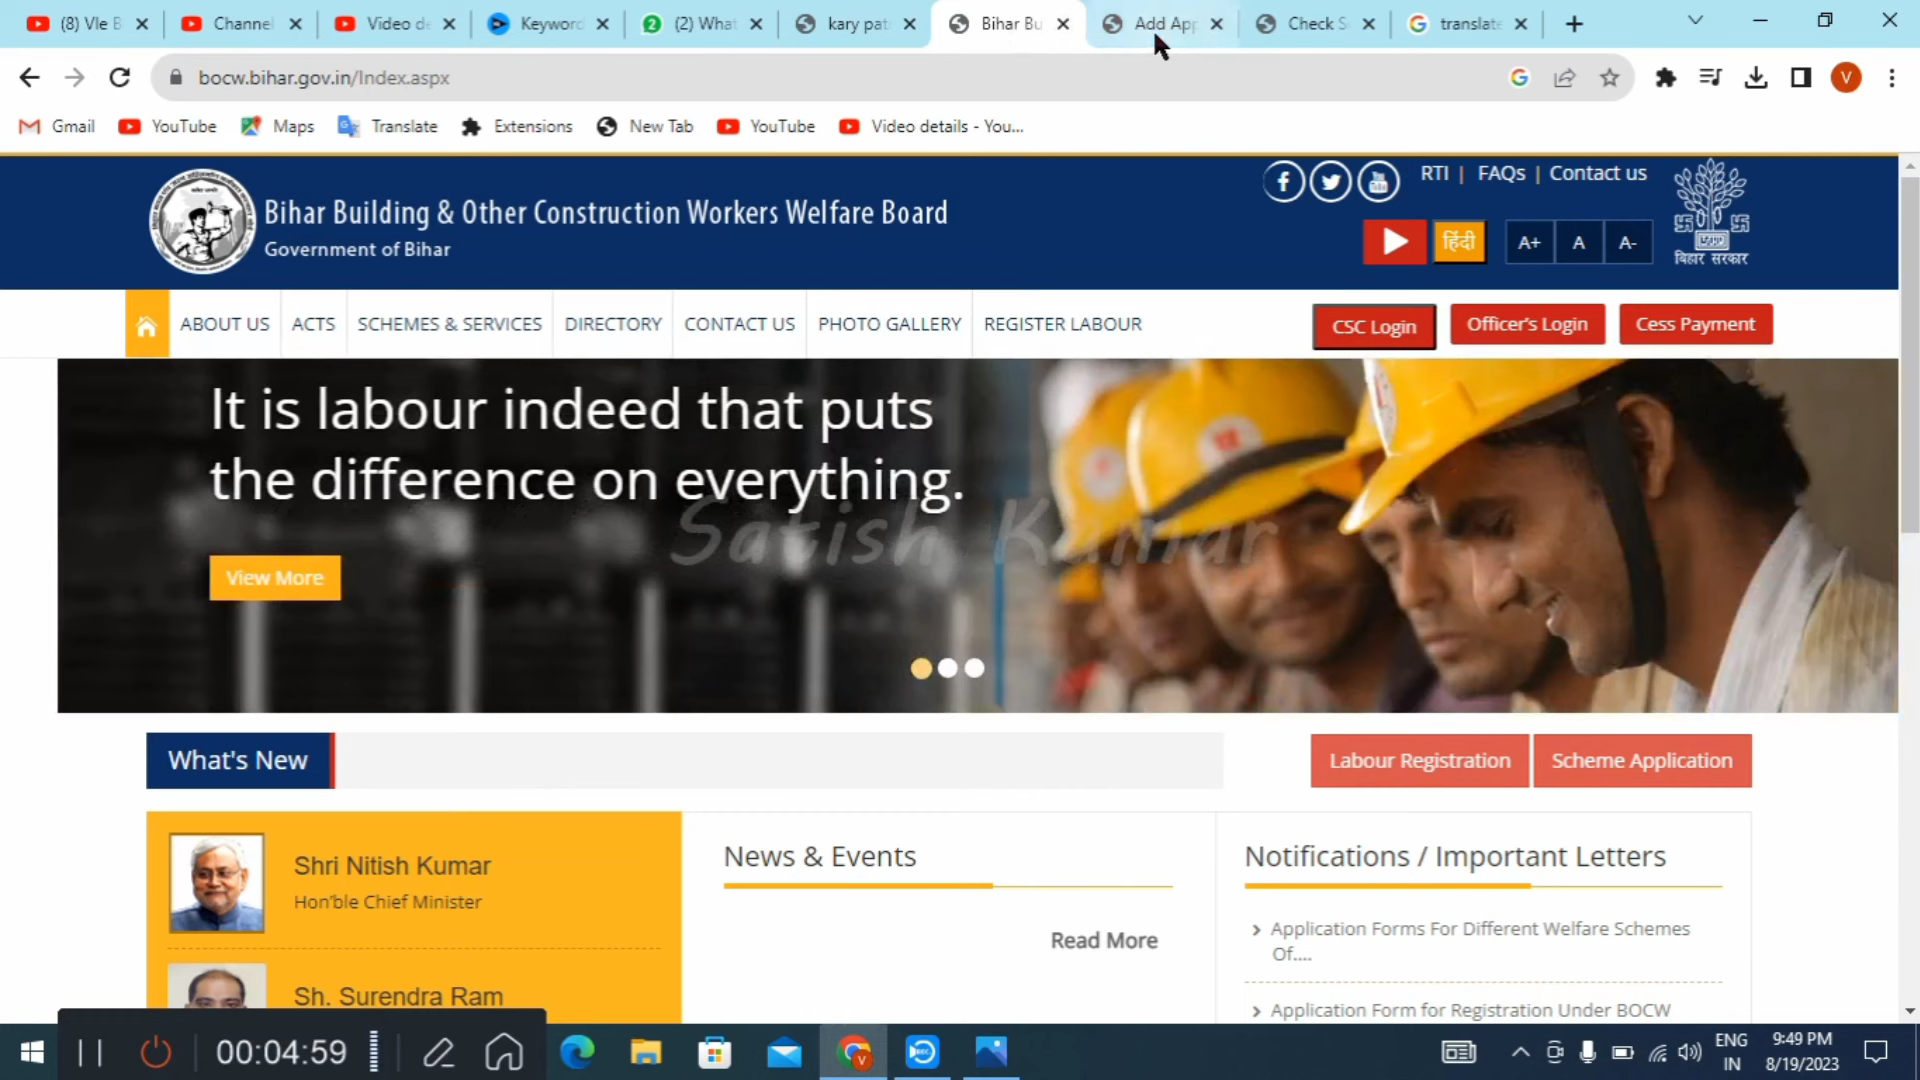 (8) Vle B
Channel
Video de
Keyword
2 (2) What
kary pat
Bihar Bu
Add App
Check S
translate
bocw.bihar.gov.in/Index.aspx
V
Gmail
YouTube
Maps
Translate
Extensions
New Tab
YouTube
Video details - You...
Bihar Building & Other Construction Workers Welfare Board
Government of Bihar
RTI | FAQs | Contact us
हिंदी
A+ A A-
बिहार सरकार
ABOUT US
ACTS
SCHEMES & SERVICES
DIRECTORY
CONTACT US
PHOTO GALLERY
REGISTER LABOUR
CSC Login
Officer's Login
Cess Payment
It is labour indeed that puts
the difference on everything.
Satish Kumar
View More
What's New
Labour Registration
Scheme Application
Shri Nitish Kumar
Hon'ble Chief Minister
Sh. Surendra Ram
News & Events
Read More
Notifications / Important Letters
Application Forms For Different Welfare Schemes
Of....
Application Form for Registration Under BOCW
00:04:59
ENG
IN
9:49 PM
8/19/2023